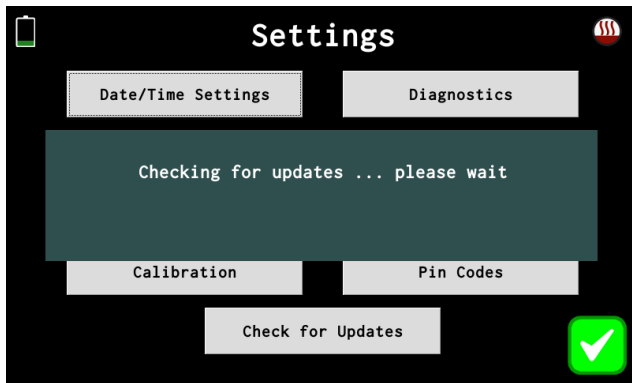 Settings
Date/Time Settings Diagnostics
Checking for updates ... please wait
Calibration Pin Codes
Check for Updates